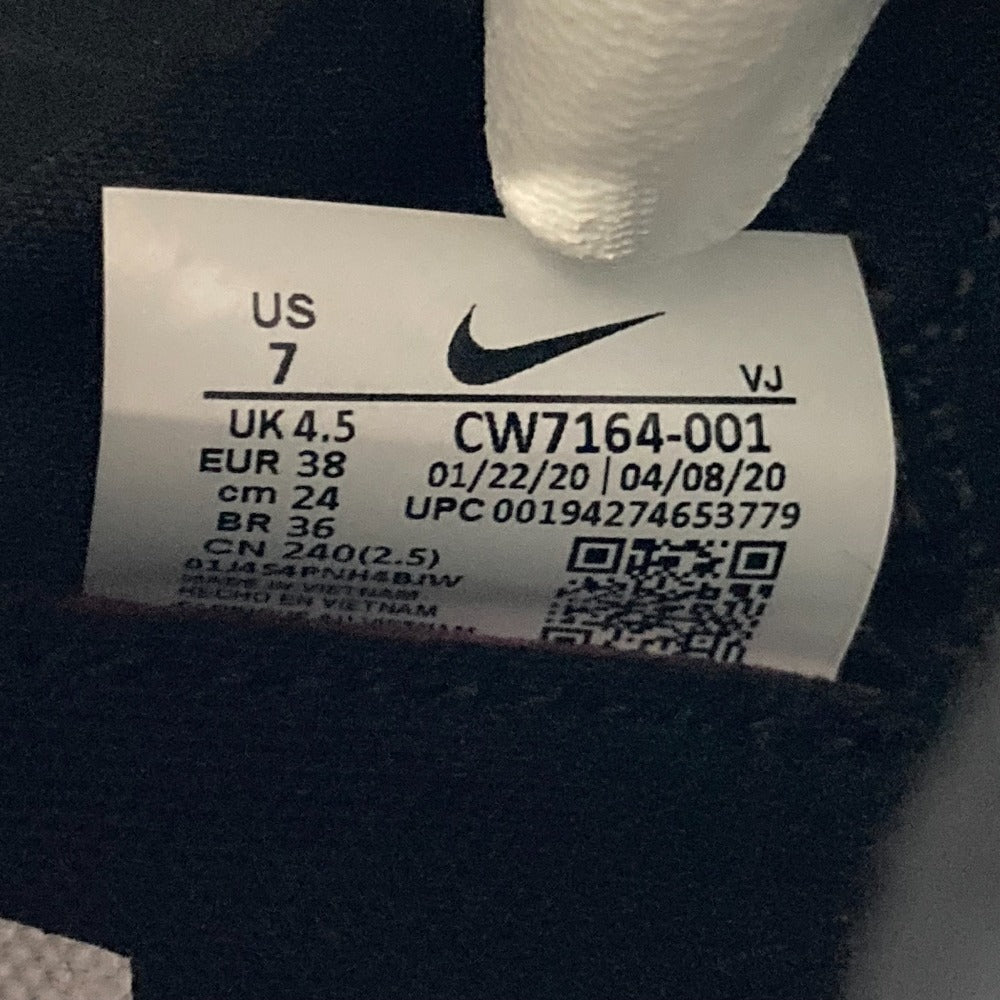 US
7
VJ
UK 4.5
EUR 38
cm 24
BR 36
CN 240(2.5)
CW7164-001
01/22/20 | 04/08/20
UPC 00194274653779
MADE IN VIETNAM
HECHO EN VIETNAM